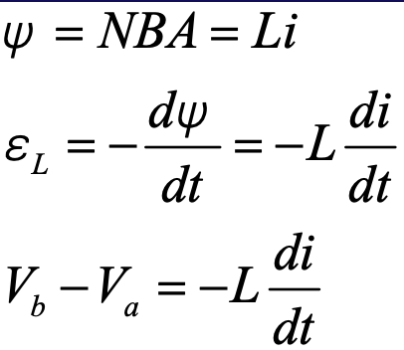 ψ = NBA = Li
ε_L = − dψ/dt = −L di/dt
V_b − V_a = −L di/dt